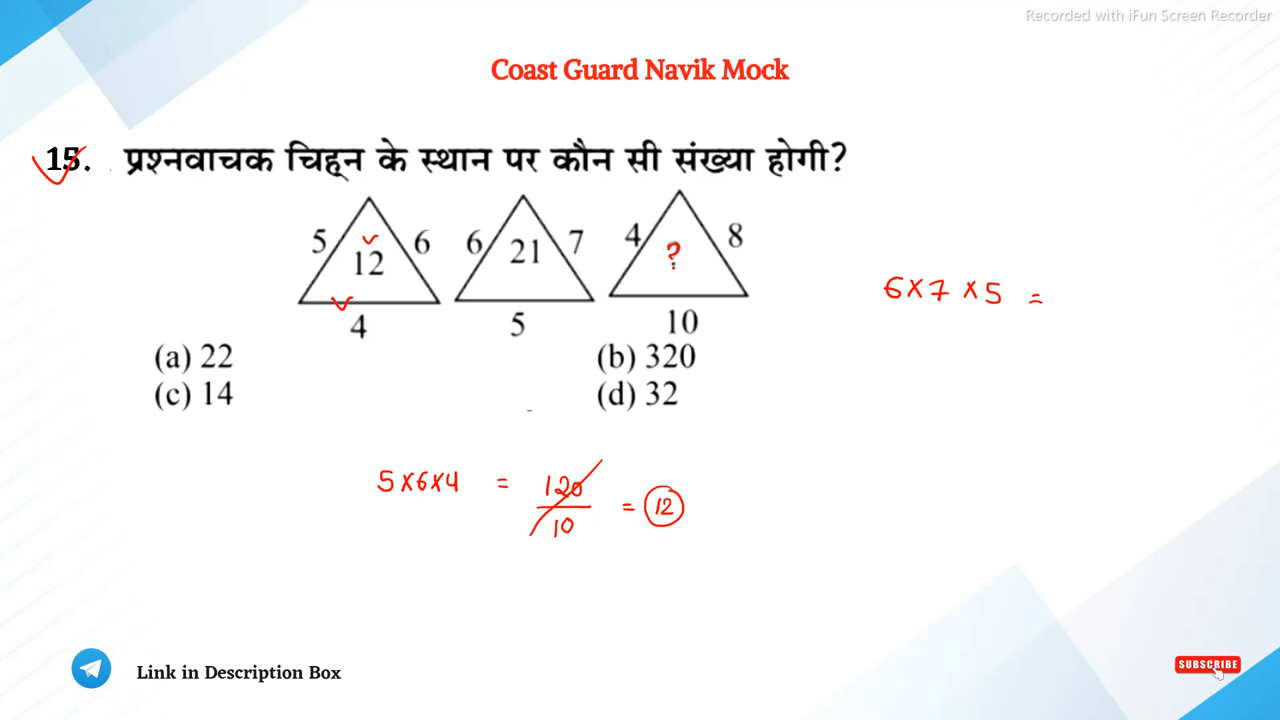 Recorded with iFun Screen Recorder
Coast Guard Navik Mock
15. प्रश्नवाचक चिह्न के स्थान पर कौन सी संख्या होगी?
5 12 6 6 21 7 4 ? 8
4 5 10
6×7×5 =
(a) 22 (b) 320
(c) 14 (d) 32
5×6×4 = 120/10 = 12
Link in Description Box
SUBSCRIBE